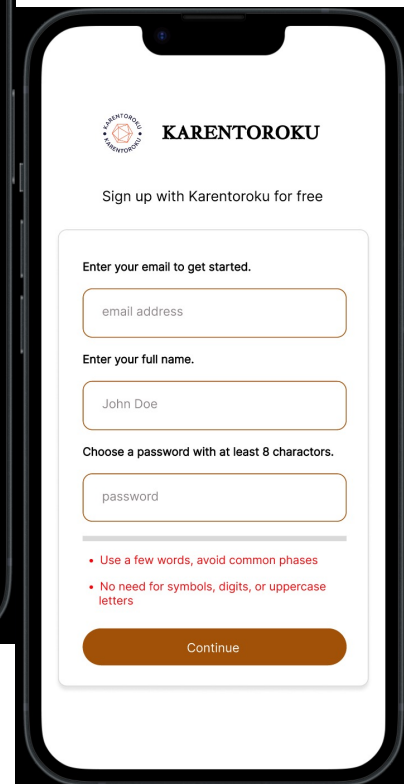 KARENTOROKU
KARENTOROKU
KARENTOROKU
Sign up with Karentoroku for free
Enter your email to get started.
email address
Enter your full name.
John Doe
Choose a password with at least 8 charactors.
password
• Use a few words, avoid common phases
• No need for symbols, digits, or uppercase
letters
Continue